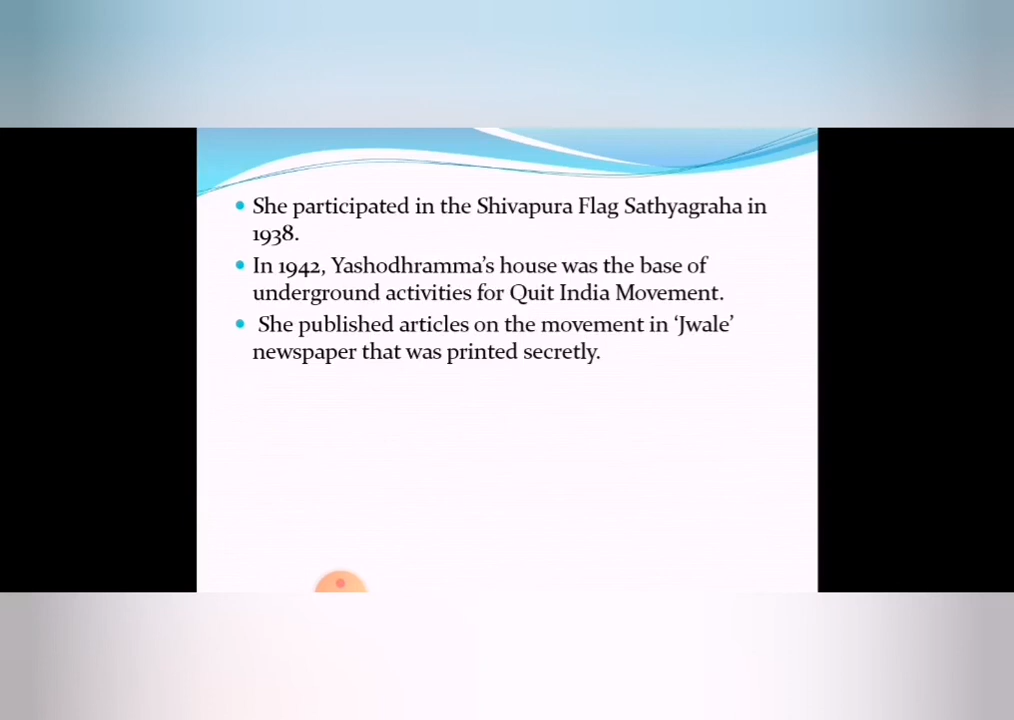 She participated in the Shivapura Flag Sathyagraha in
1938.
In 1942, Yashodhramma's house was the base of
underground activities for Quit India Movement.
She published articles on the movement in 'Jwale'
newspaper that was printed secretly.